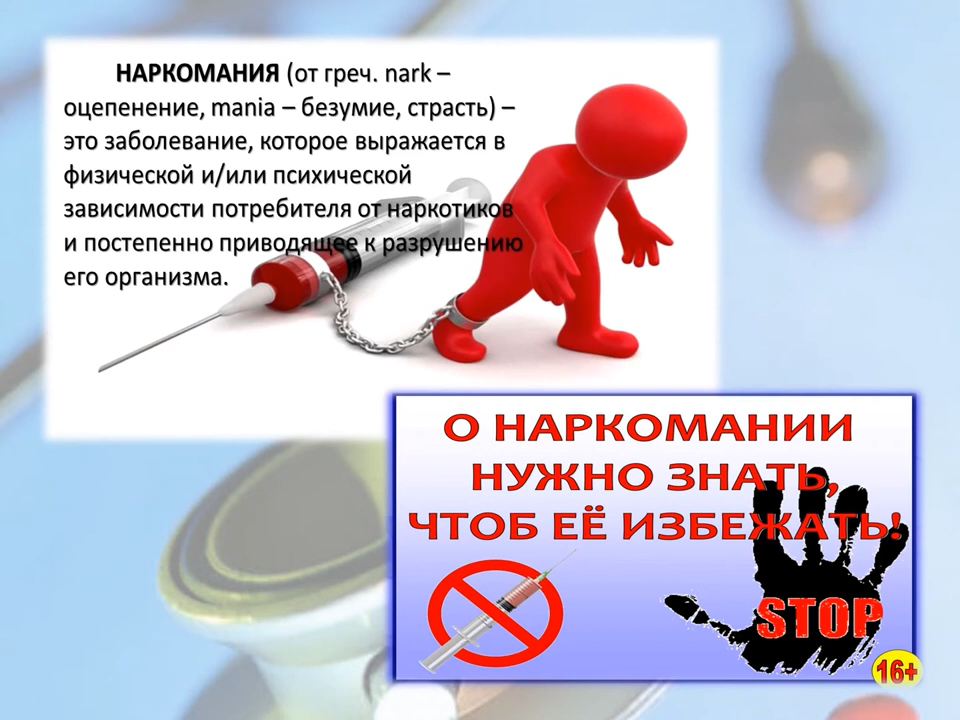 НАРКОМАНИЯ (от греч. nark –
оцепенение, mania – безумие, страсть) –
это заболевание, которое выражается в
физической и/или психической
зависимости потребителя от наркотиков
и постепенно приводящее к разрушению
его организма.
О НАРКОМАНИИ
НУЖНО ЗНАТЬ,
ЧТОБ ЕЁ ИЗБЕЖАТЬ!
STOP
16+